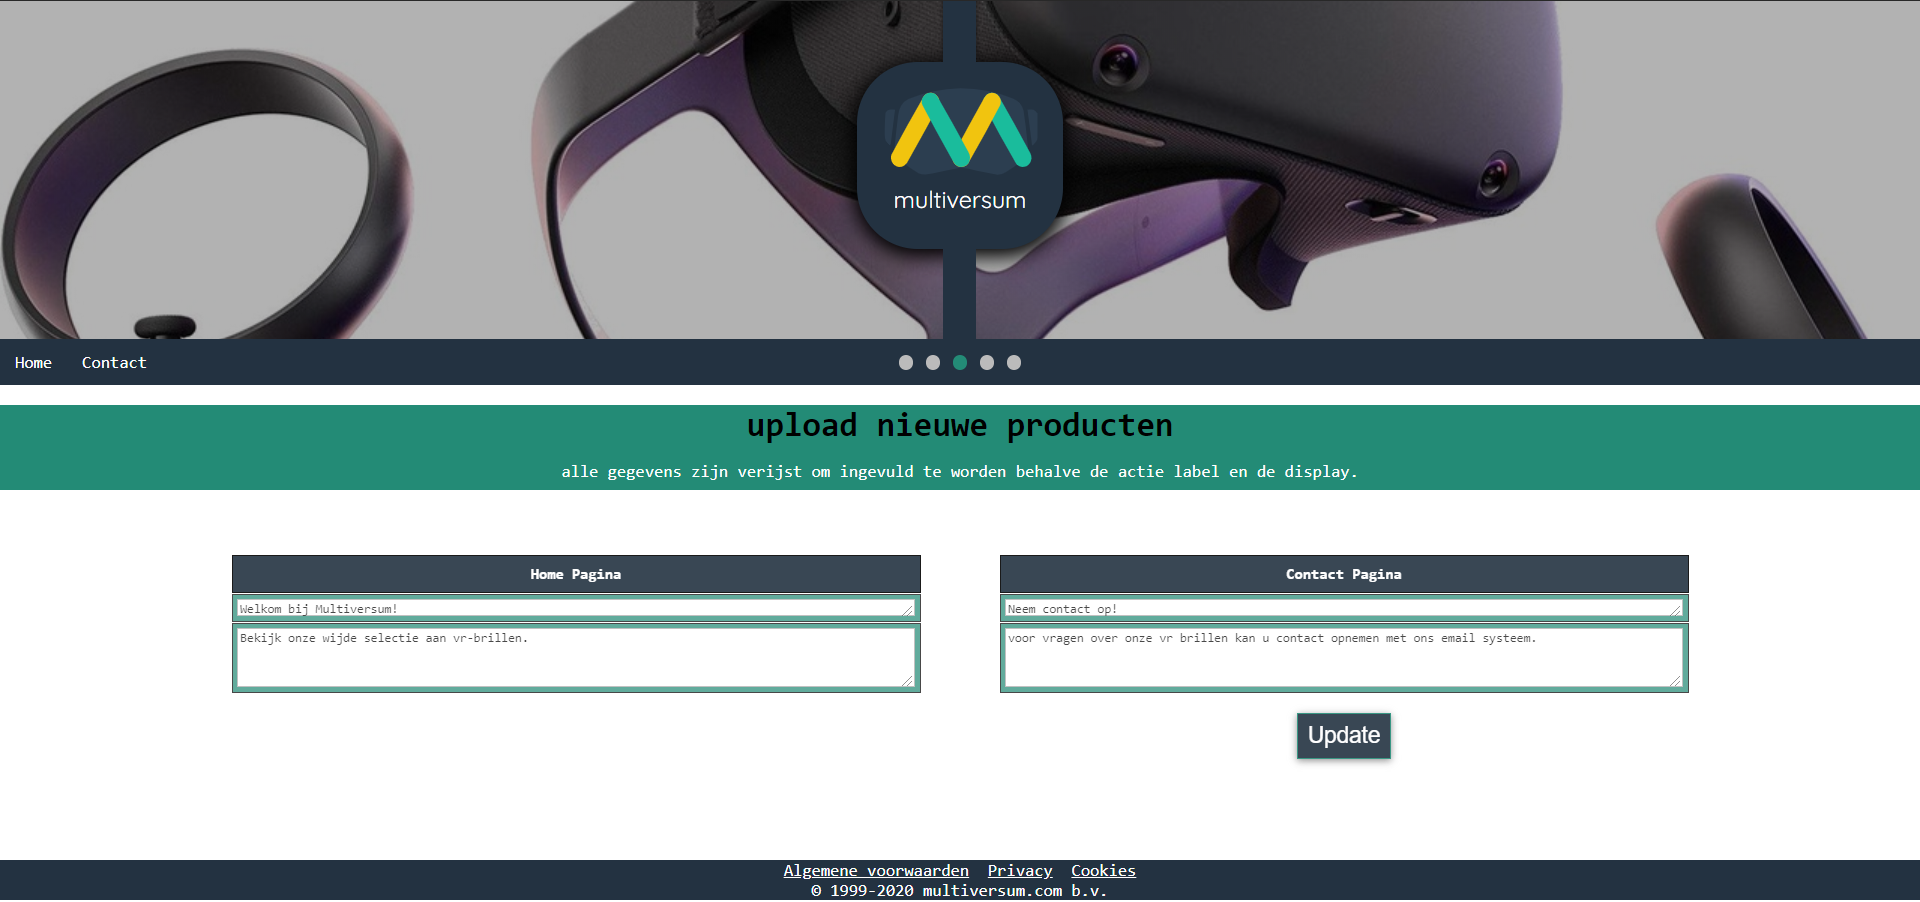 multiversum
Home Contact
upload nieuwe producten
alle gegevens zijn verijst om ingevuld te worden behalve de actie label en de display.
Home Pagina
Welkom bij Multiversum!
Bekijk onze wijde selectie aan vr-brillen.
Contact Pagina
Neem contact op!
voor vragen over onze vr brillen kan u contact opnemen met ons email systeem.
Update
Algemene voorwaarden Privacy Cookies
© 1999-2020 multiversum.com b.v.